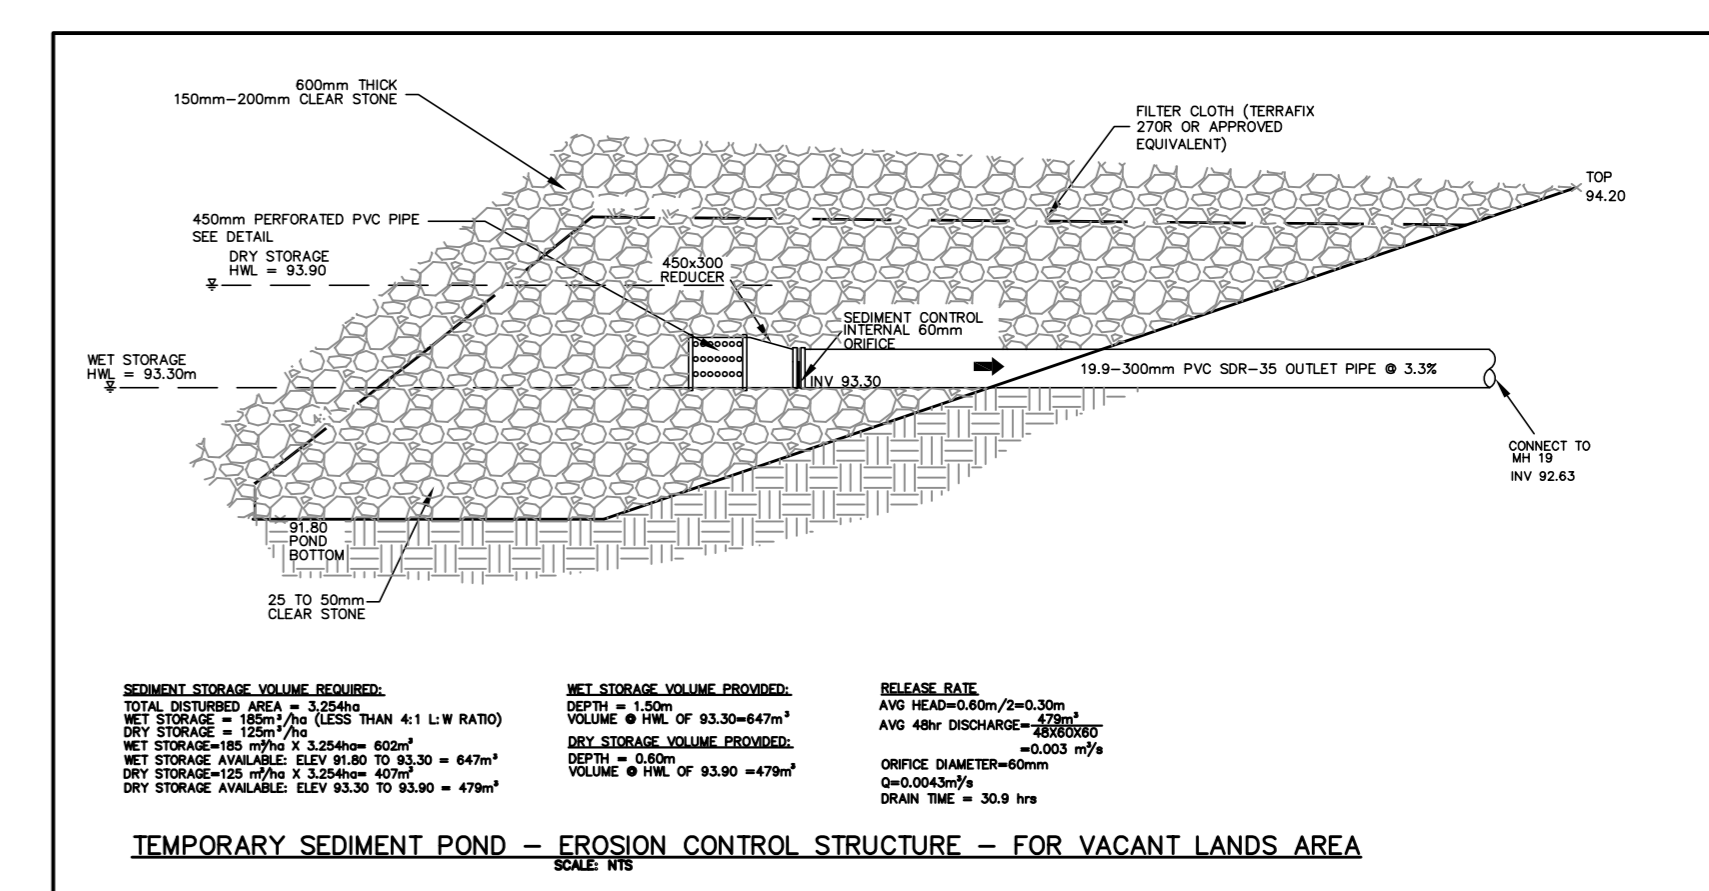 600mm THICK
150mm-200mm CLEAR STONE
FILTER CLOTH (TERRAFIX
270R OR APPROVED
EQUIVALENT)
TOP
94.20
450mm PERFORATED PVC PIPE
SEE DETAIL
DRY STORAGE
HWL = 93.90
450x300
REDUCER
SEDIMENT CONTROL
INTERNAL 60mm
ORIFICE
WET STORAGE
HWL = 93.30m
INV 93.30
19.9-300mm PVC SDR-35 OUTLET PIPE @ 3.3%
CONNECT TO
MH 19
INV 92.63
91.80
POND
BOTTOM
25 TO 50mm
CLEAR STONE
SEDIMENT STORAGE VOLUME REQUIRED:
TOTAL DISTURBED AREA = 3.254ha
WET STORAGE = 185m³/ha (LESS THAN 4:1 L:W RATIO)
DRY STORAGE = 125m³/ha
WET STORAGE=185 m³/ha X 3.254ha= 602m³
WET STORAGE AVAILABLE: ELEV 91.80 TO 93.30 = 647m³
DRY STORAGE=125 m³/ha X 3.254ha= 407m³
DRY STORAGE AVAILABLE: ELEV 93.30 TO 93.90 = 479m³
WET STORAGE VOLUME PROVIDED:
DEPTH = 1.50m
VOLUME @ HWL OF 93.30=647m³
DRY STORAGE VOLUME PROVIDED:
DEPTH = 0.60m
VOLUME @ HWL OF 93.90 =479m³
RELEASE RATE
AVG HEAD=0.60m/2=0.30m
AVG 48hr DISCHARGE= 479m³
48X60X60
=0.003 m³/s
ORIFICE DIAMETER=60mm
Q=0.0043m³/s
DRAIN TIME = 30.9 hrs
TEMPORARY SEDIMENT POND - EROSION CONTROL STRUCTURE - FOR VACANT LANDS AREA
SCALE: NTS